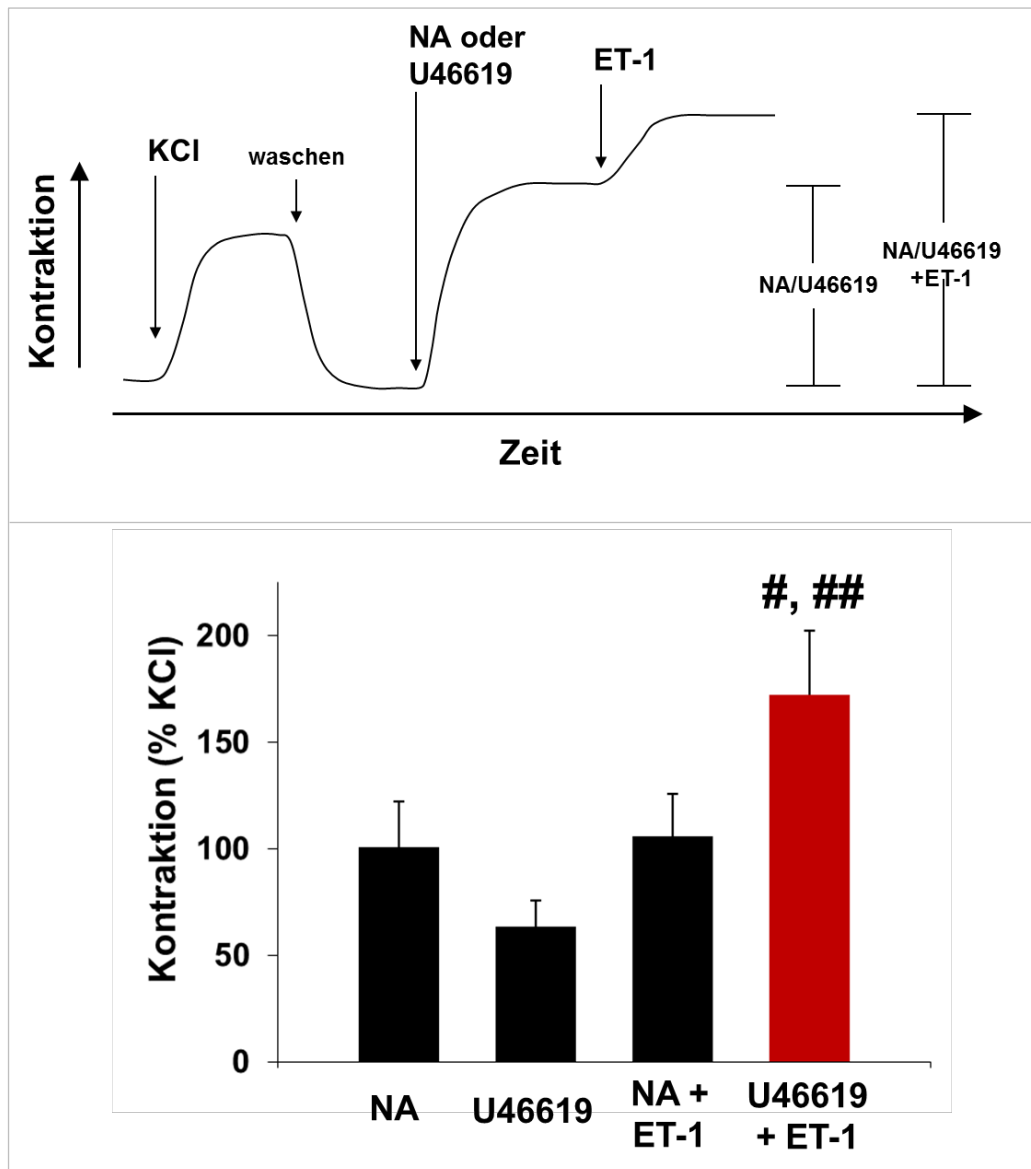 NA oder
U46619
ET-1
KCl
waschen
Kontraktion
NA/U46619
NA/U46619
+ET-1
Zeit
#, ##
Kontraktion (% KCl)
200
150
100
50
0
NA
U46619
NA +
ET-1
U46619
+ ET-1